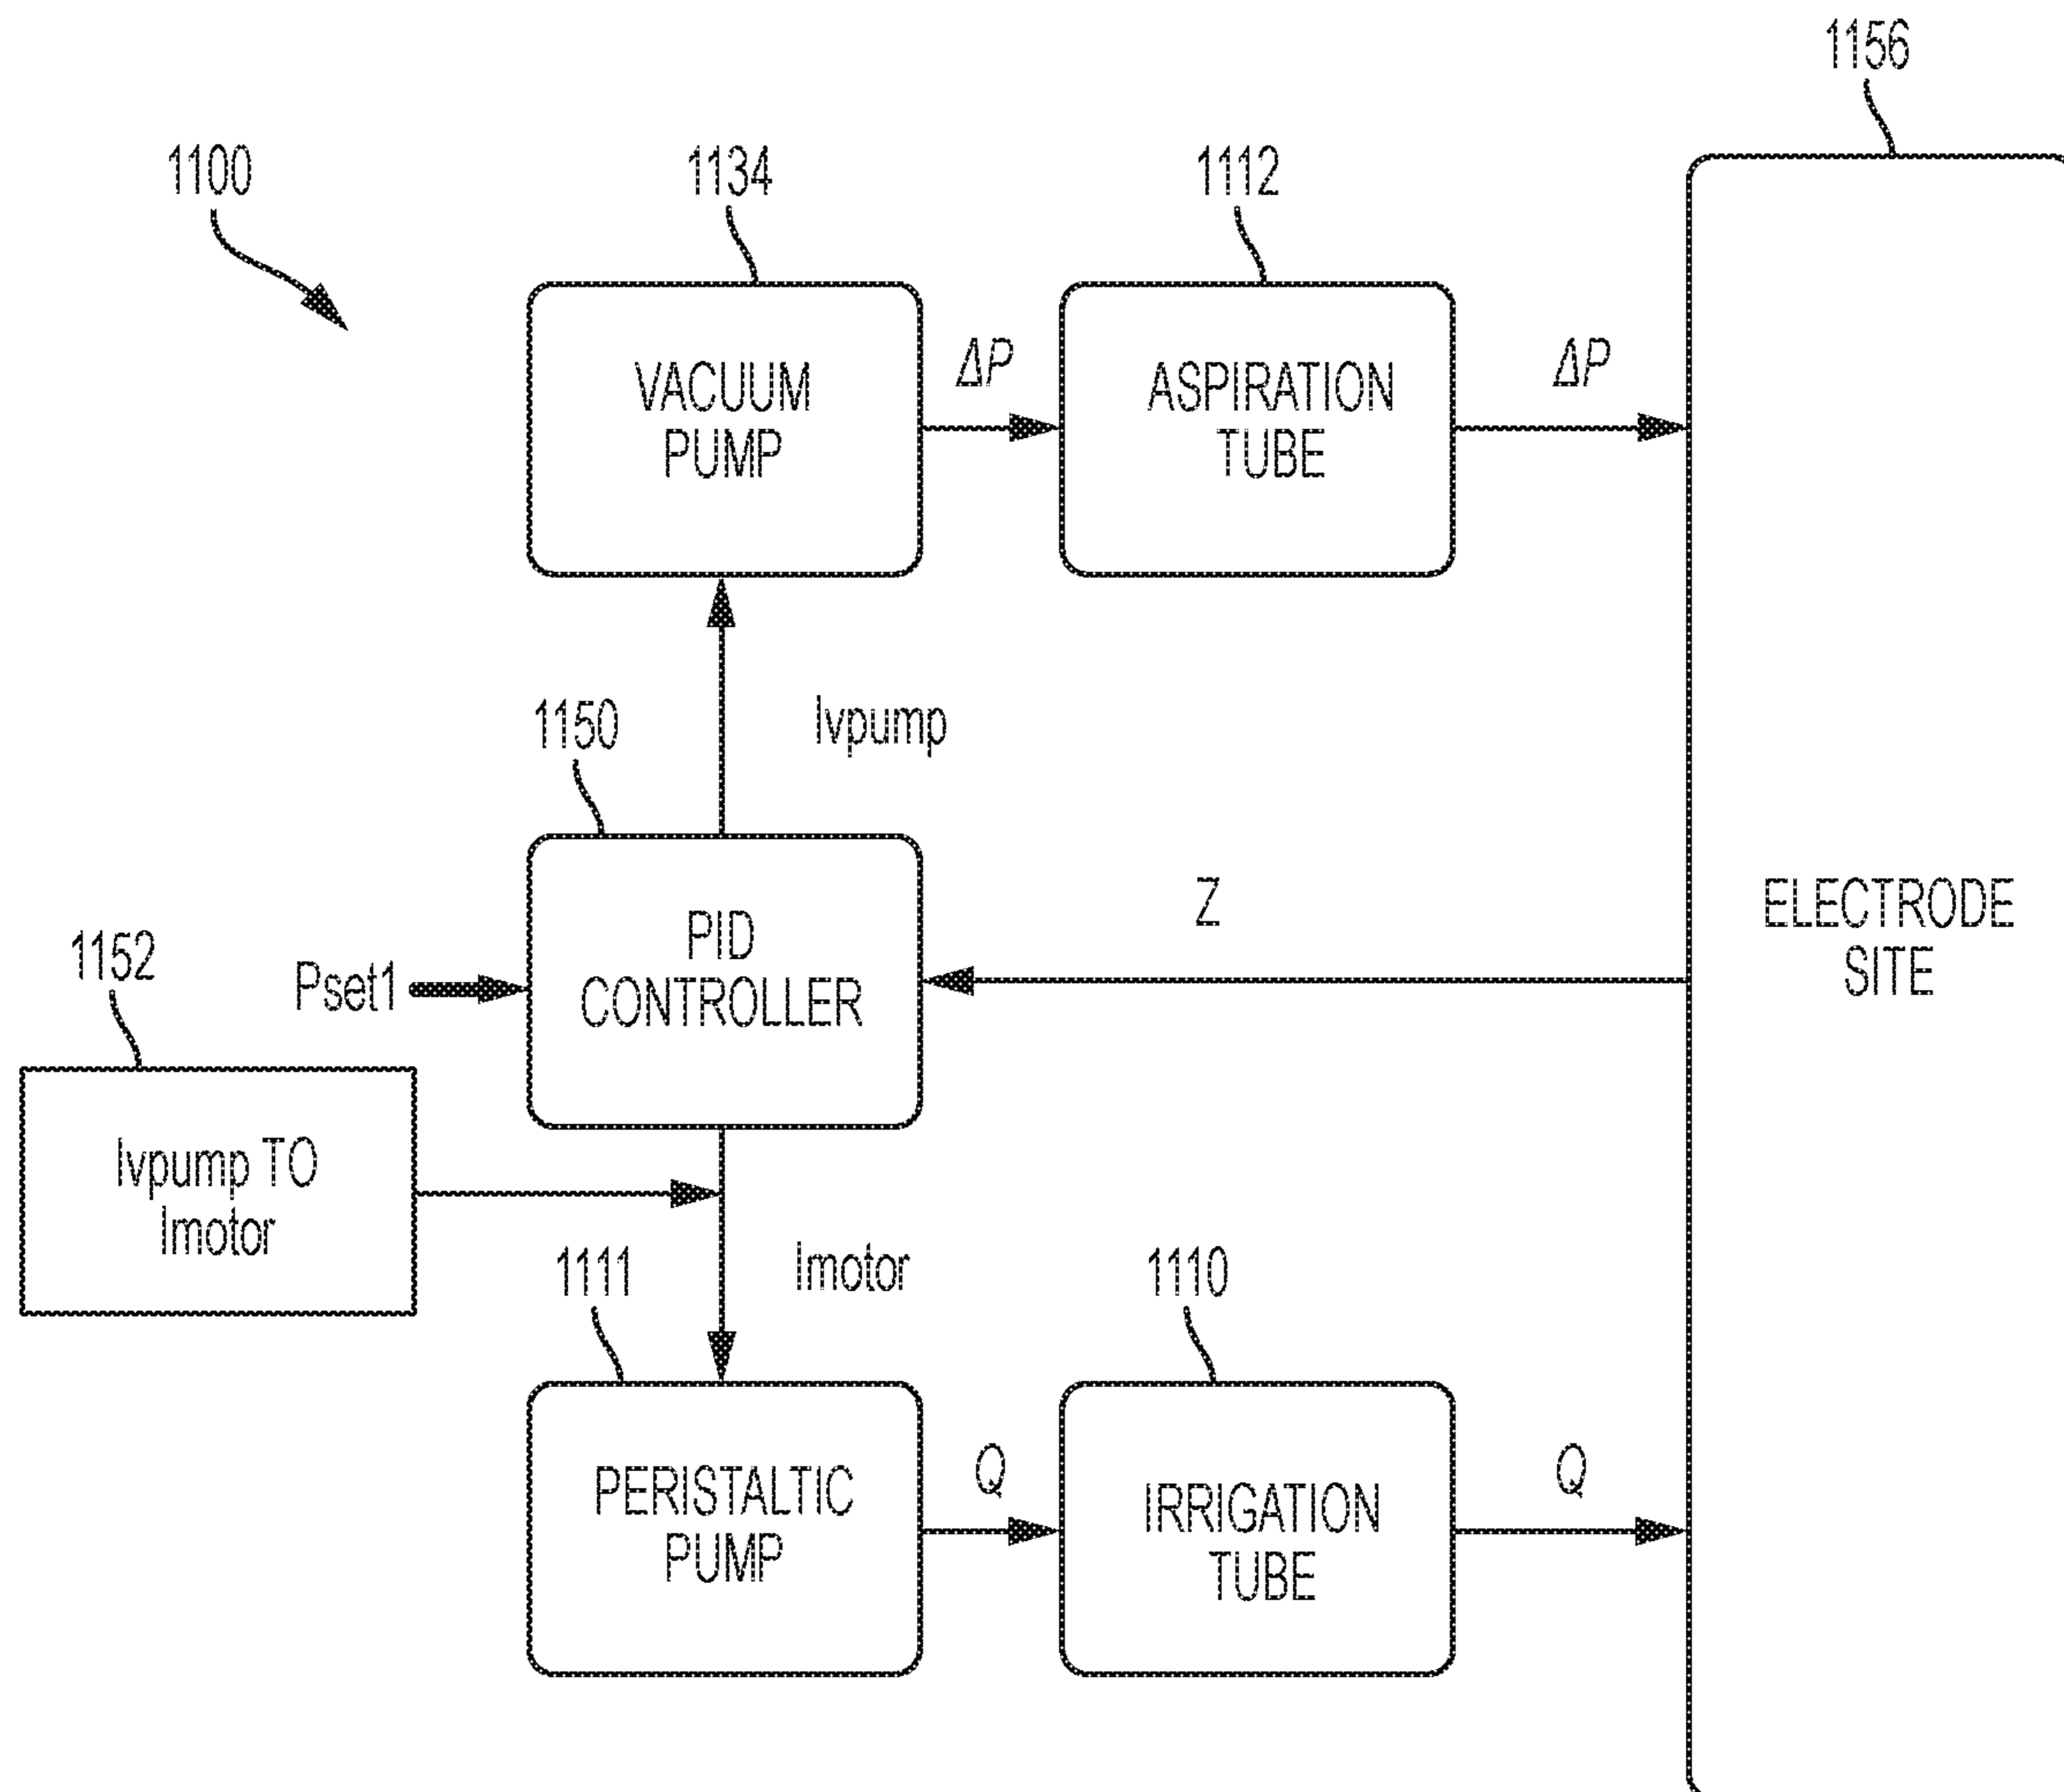 1156
1100
1134
1112
VACUUM
PUMP
ΔP
ASPIRATION
TUBE
ΔP
1150
Ivpump
1152
Pset1
PID
CONTROLLER
Z
ELECTRODE
SITE
Ivpump TO
Imotor
1111
Imotor
1110
PERISTALTIC
PUMP
Q
IRRIGATION
TUBE
Q